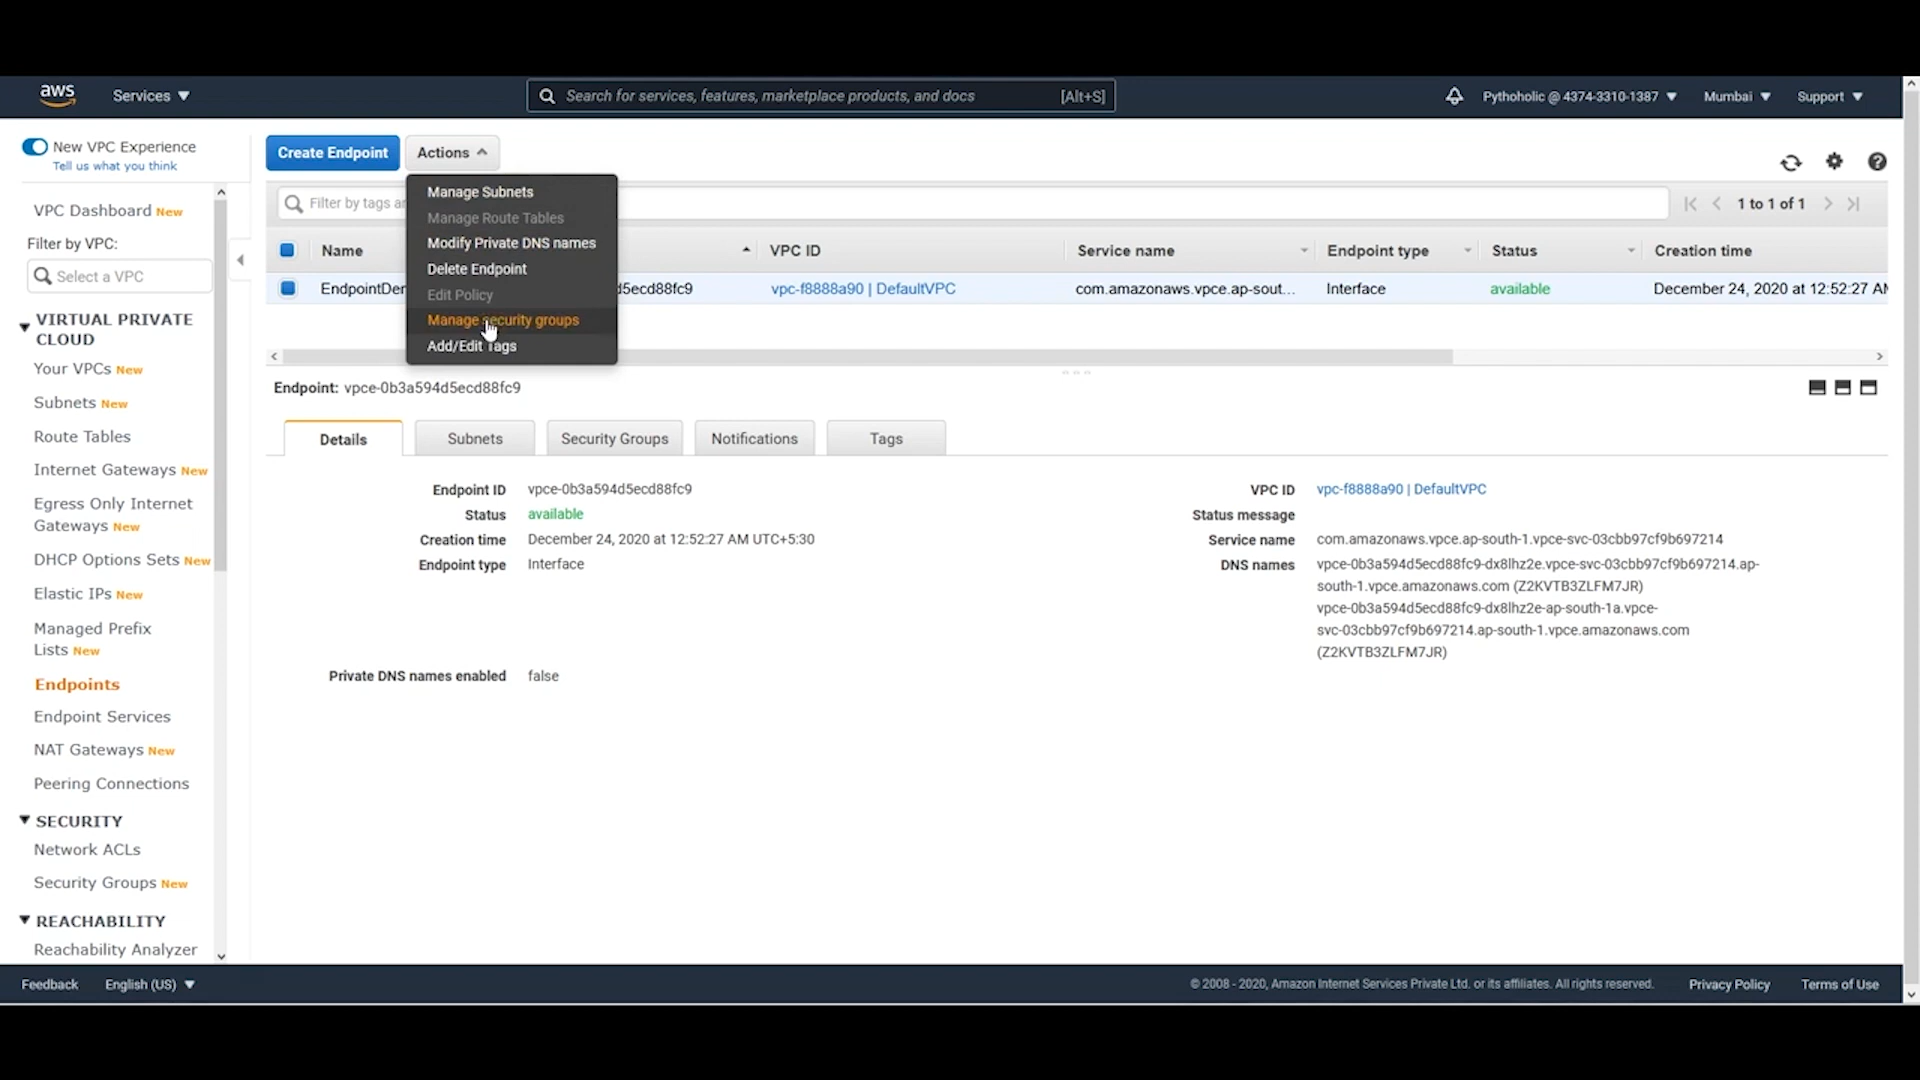 aws
Services ▼
Search for services, features, marketplace products, and docs [Alt+S]
Pythoholic @ 4374-3310-1387 ▼
Mumbai ▼
Support ▼
New VPC Experience
Tell us what you think
VPC Dashboard New
Filter by VPC:
Select a VPC
VIRTUAL PRIVATE
CLOUD
Your VPCs New
Subnets New
Route Tables
Internet Gateways New
Egress Only Internet
Gateways New
DHCP Options Sets New
Elastic IPs New
Managed Prefix
Lists New
Endpoints
Endpoint Services
NAT Gateways New
Peering Connections
SECURITY
Network ACLs
Security Groups New
REACHABILITY
Reachability Analyzer
Create Endpoint
Actions
Manage Subnets
Manage Route Tables
Modify Private DNS names
Delete Endpoint
Edit Policy
Manage security groups
Add/Edit Tags
Filter by tags
1 to 1 of 1
Name VPC ID Service name Endpoint type Status Creation time
EndpointDer 5ecd88fc9 vpc-f8888a90 | DefaultVPC com.amazonaws.vpce.ap-sout... Interface available December 24, 2020 at 12:52:27 AM
Endpoint: vpce-0b3a594d5ecd88fc9
Details Subnets Security Groups Notifications Tags
Endpoint ID vpce-0b3a594d5ecd88fc9
Status available
Creation time December 24, 2020 at 12:52:27 AM UTC+5:30
Endpoint type Interface
Private DNS names enabled false
VPC ID vpc-f8888a90 | DefaultVPC
Status message
Service name com.amazonaws.vpce.ap-south-1.vpce-svc-03cbb97cf9b697214
DNS names vpce-0b3a594d5ecd88fc9-dx8lhz2e.vpce-svc-03cbb97cf9b697214.ap-
south-1.vpce.amazonaws.com (Z2KVTB3ZLFM7JR)
vpce-0b3a594d5ecd88fc9-dx8lhz2e-ap-south-1a.vpce-
svc-03cbb97cf9b697214.ap-south-1.vpce.amazonaws.com
(Z2KVTB3ZLFM7JR)
Feedback
English (US) ▼
© 2008 - 2020, Amazon Internet Services Private Ltd. or its affiliates. All rights reserved.
Privacy Policy
Terms of Use